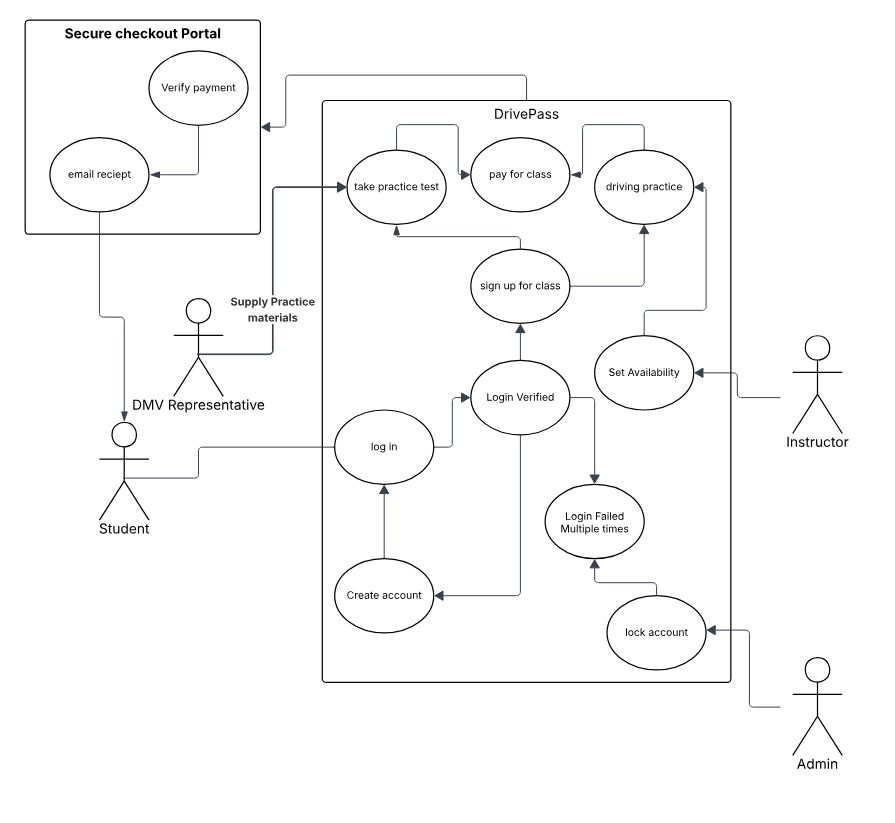 Secure checkout Portal
Verify payment
email reciept
DrivePass
take practice test
pay for class
driving practice
sign up for class
Supply Practice
materials
DMV Representative
Set Availability
Login Verified
log in
Instructor
Student
Login Failed
Multiple times
Create account
lock account
Admin